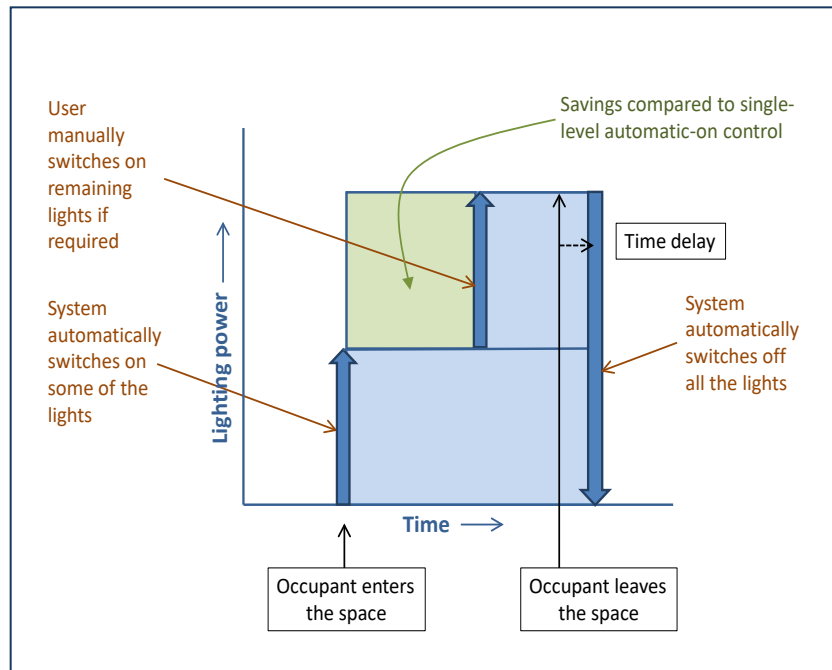 User
manually
switches on
remaining
lights if
required
Savings compared to single-
level automatic-on control
Time delay
System
automatically
switches on
some of the
lights
Lighting power
System
automatically
switches off
all the lights
Time
Occupant enters
the space
Occupant leaves
the space